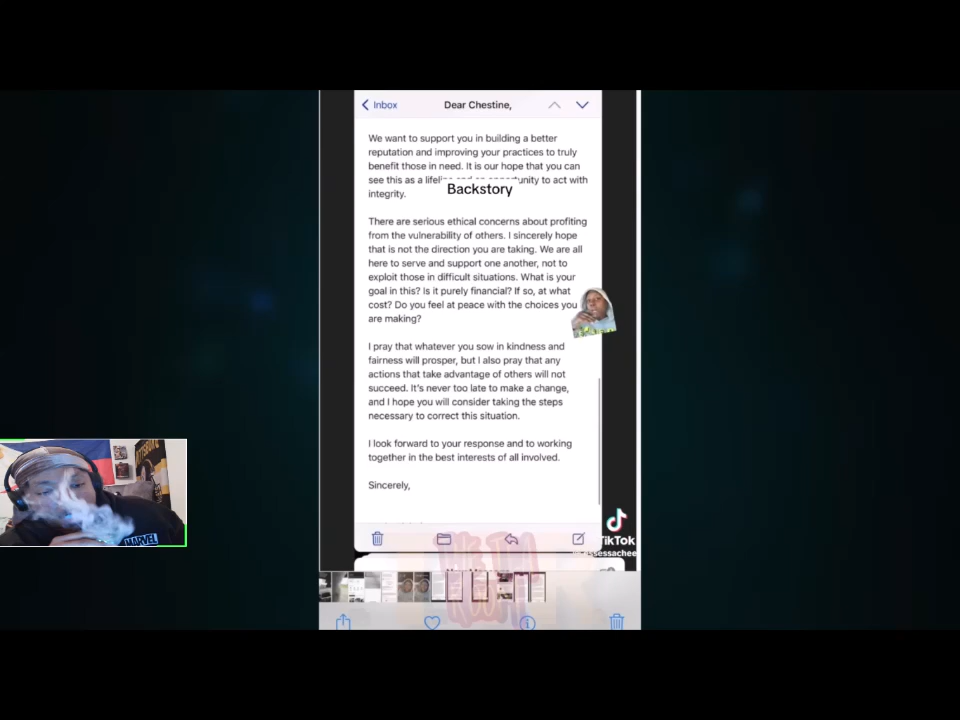 Inbox
Dear Chestine,
We want to support you in building a better
reputation and improving your practices to truly
benefit those in need. It is our hope that you can
see this as a lifeline and an opportunity to act with
integrity.
Backstory
There are serious ethical concerns about profiting
from the vulnerability of others. I sincerely hope
that is not the direction you are taking. We are all
here to serve and support one another, not to
exploit those in difficult situations. What is your
goal in this? Is it purely financial? If so, at what
cost? Do you feel at peace with the choices you
are making?
I pray that whatever you sow in kindness and
fairness will prosper, but I also pray that any
actions that take advantage of others will not
succeed. It's never too late to make a change,
and I hope you will consider taking the steps
necessary to correct this situation.
I look forward to your response and to working
together in the best interests of all involved.
Sincerely,
TikTok
MARVEL